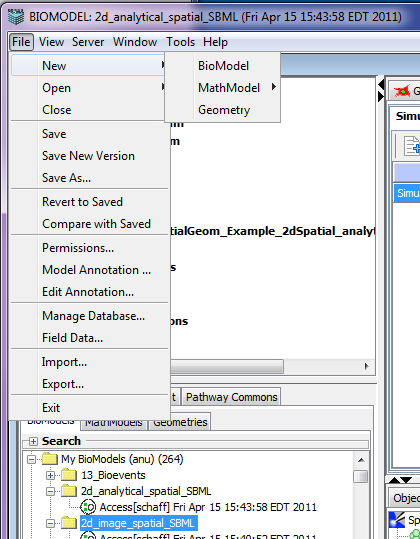 BIOMODEL: 2d_analytical_spatial_SBML (Fri Apr 15 15:43:58 EDT 2011)
File View Server Window Tools Help
New
BioModel
Open
MathModel
Close
Geometry
Save
Save New Version
Save As...
Revert to Saved
Compare with Saved
Permissions...
Model Annotation ...
Edit Annotation...
Manage Database...
Field Data...
Import...
Export...
Exit
G
Simu
Simu
tialGeom_Example_2dSpatial_analyt
s
ons
t Pathway Commons
BioModels MathModels Geometries
Search
My BioModels (anu) (264)
13_Bioevents
2d_analytical_spatial_SBML
Access[schaff] Fri Apr 15 15:43:58 EDT 2011
2d_image_spatial_SBML
Access[schaff] Fri Apr 15 15:40:52 EDT 2011
Objec
Sp